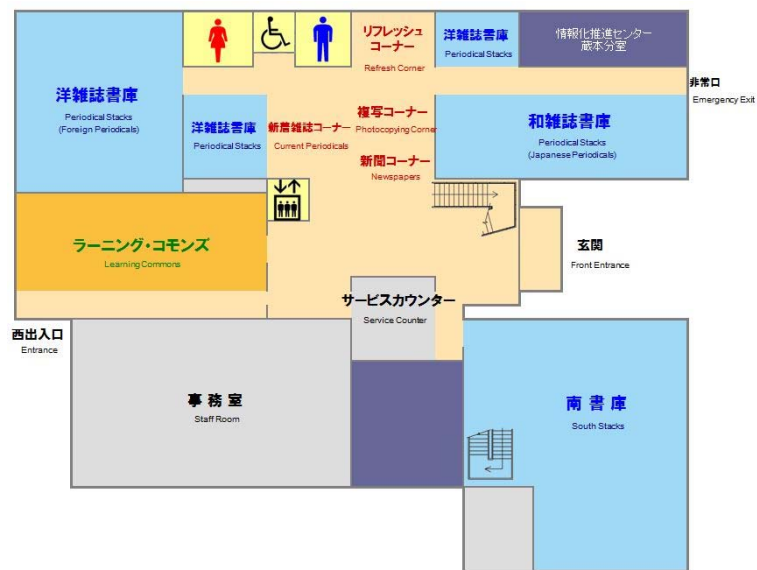 リフレッシュ
コーナー
Refresh Corner
洋雑誌書庫
Periodical Stacks
情報化推進センター
蔵本分室
非常口
Emergency Exit
洋雑誌書庫
Periodical Stacks
(Foreign Periodicals)
洋雑誌書庫
Periodical Stacks
新着雑誌コーナー
Current Periodicals
複写コーナー
Photocopying Corner
新聞コーナー
Newspapers
和雑誌書庫
Periodical Stacks
(Japanese Periodicals)
ラーニング・コモンズ
Learning Commons
玄関
Front Entrance
サービスカウンター
Service Counter
西出入口
Entrance
事務室
Staff Room
南書庫
South Stacks